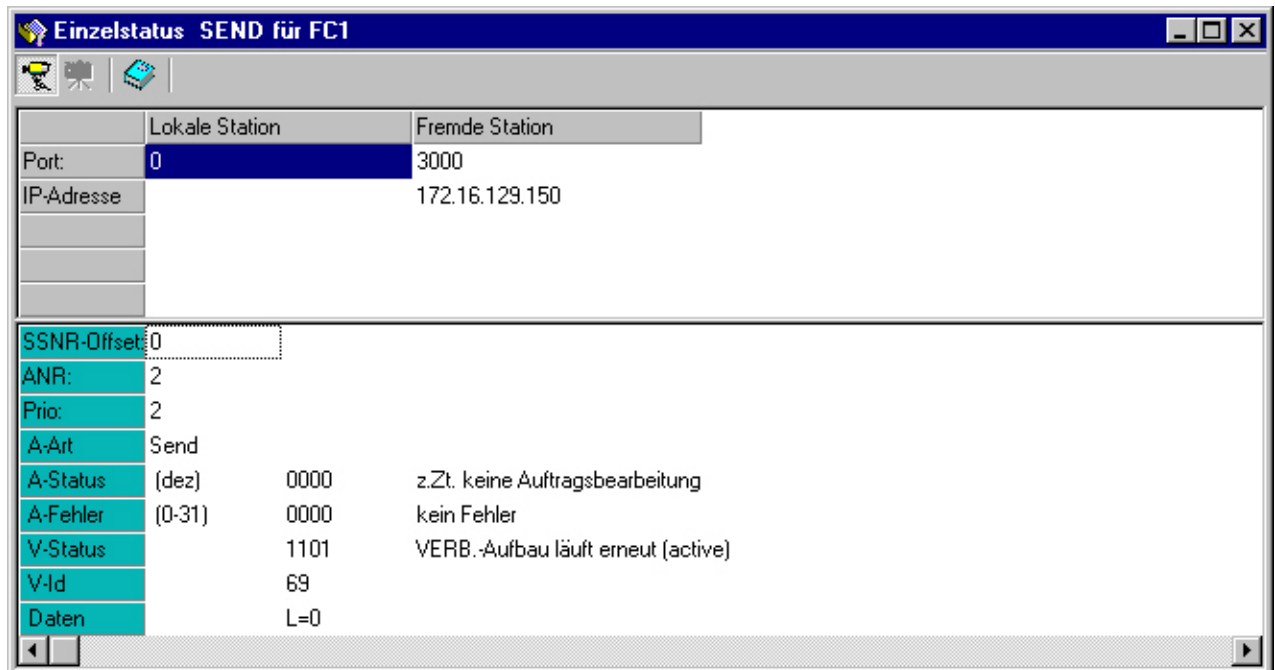 Einzelstatus SEND für FC1
Lokale Station Fremde Station
Port: 0 3000
IP-Adresse 172.16.129.150
SSNR-Offset: 0
ANR: 2
Prio: 2
A-Art Send
A-Status (dez) 0000 z.Zt. keine Auftragsbearbeitung
A-Fehler (0-31) 0000 kein Fehler
V-Status 1101 VERB.-Aufbau läuft erneut (active)
V-Id 69
Daten L=0